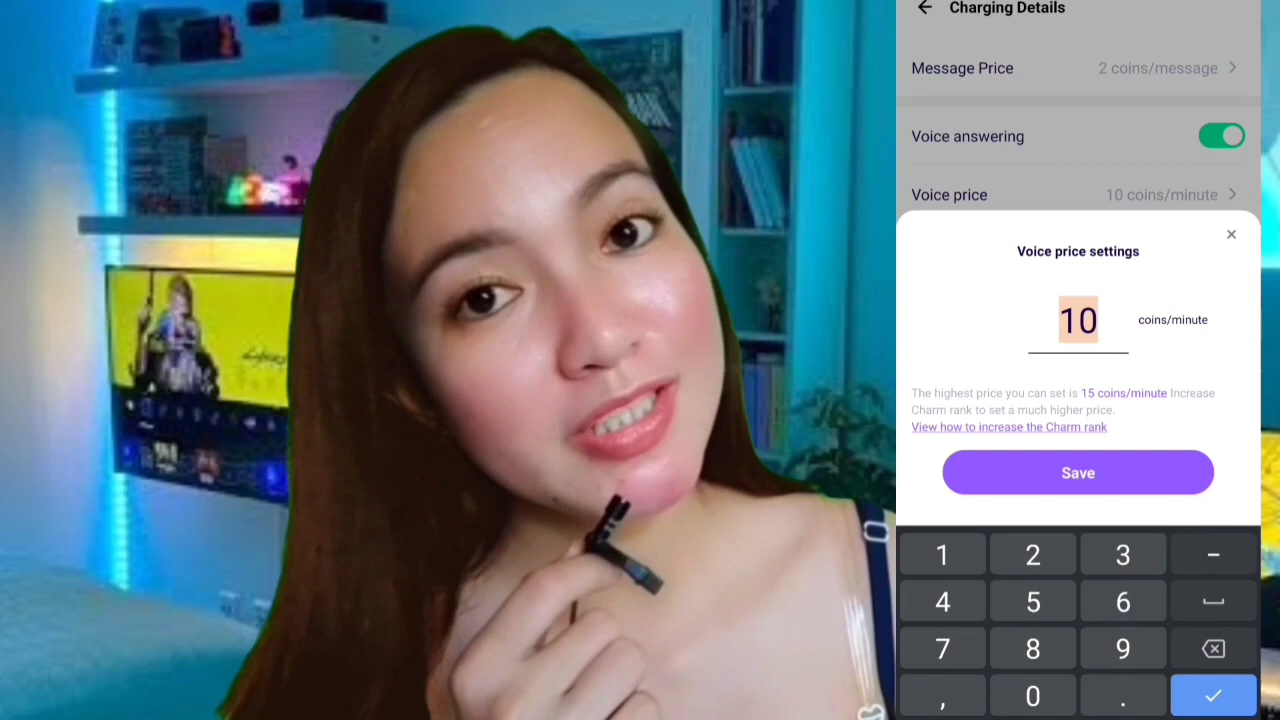 Charging Details
Message Price 2 coins/message
Voice answering
Voice price 10 coins/minute
Voice price settings
10 coins/minute
The highest price you can set is 15 coins/minute Increase
Charm rank to set a much higher price.
View how to increase the Charm rank
Save
1 2 3 –
4 5 6
7 8 9
, 0 .